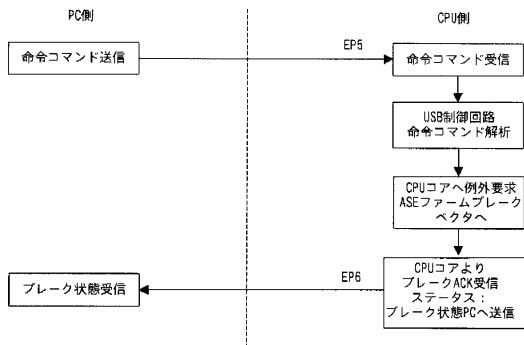 PC側
CPU側
EP5
命令コマンド送信
命令コマンド受信
USB制御回路
命令コマンド解析
CPUコアへ例外要求
ASEファームブレーク
ベクタへ
CPUコアより
ブレークACK受信
ステータス：
ブレーク状態PCへ送信
EP6
ブレーク状態受信